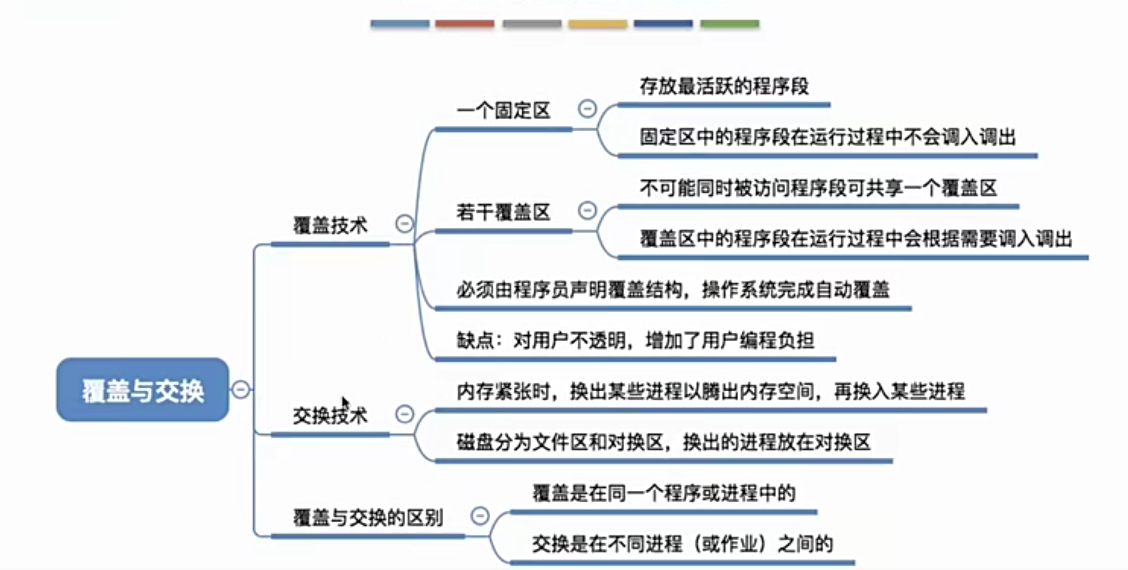 覆盖与交换
覆盖技术
一个固定区
存放最活跃的程序段
固定区中的程序段在运行过程中不会调入调出
若干覆盖区
不可能同时被访问程序段可共享一个覆盖区
覆盖区中的程序段在运行过程中会根据需要调入调出
必须由程序员声明覆盖结构，操作系统完成自动覆盖
缺点：对用户不透明，增加了用户编程负担
交换技术
内存紧张时，换出某些进程以腾出内存空间，再换入某些进程
磁盘分为文件区和对换区，换出的进程放在对换区
覆盖与交换的区别
覆盖是在同一个程序或进程中的
交换是在不同进程（或作业）之间的